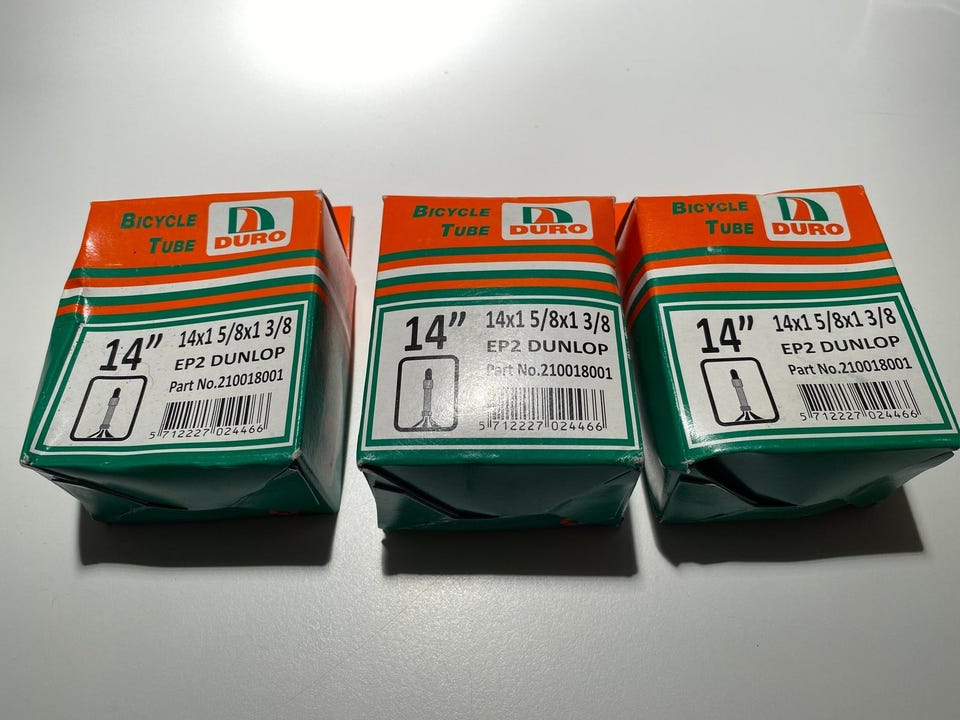 BICYCLE
TUBE
DURO
14”
14x1 5/8x1 3/8
EP2 DUNLOP
Part No.210018001
5 712227 024466
BICYCLE
TUBE
DURO
14”
14x1 5/8x1 3/8
EP2 DUNLOP
Part No.210018001
5 712227 024466
BICYCLE
TUBE
DURO
14”
14x1 5/8x1 3/8
EP2 DUNLOP
Part No.210018001
5 712227 024466